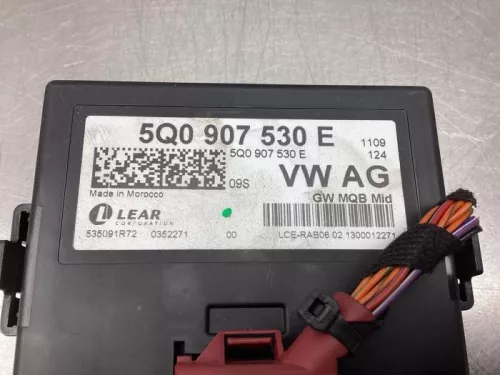 5Q0 907 530 E
1109
5Q0 907 530 E
124
09S
VW AG
Made in Morocco
GW MQB Mid
LEAR
CORPORATION
535091R72 0352271 00 LCE-RAB06.02.1300012271